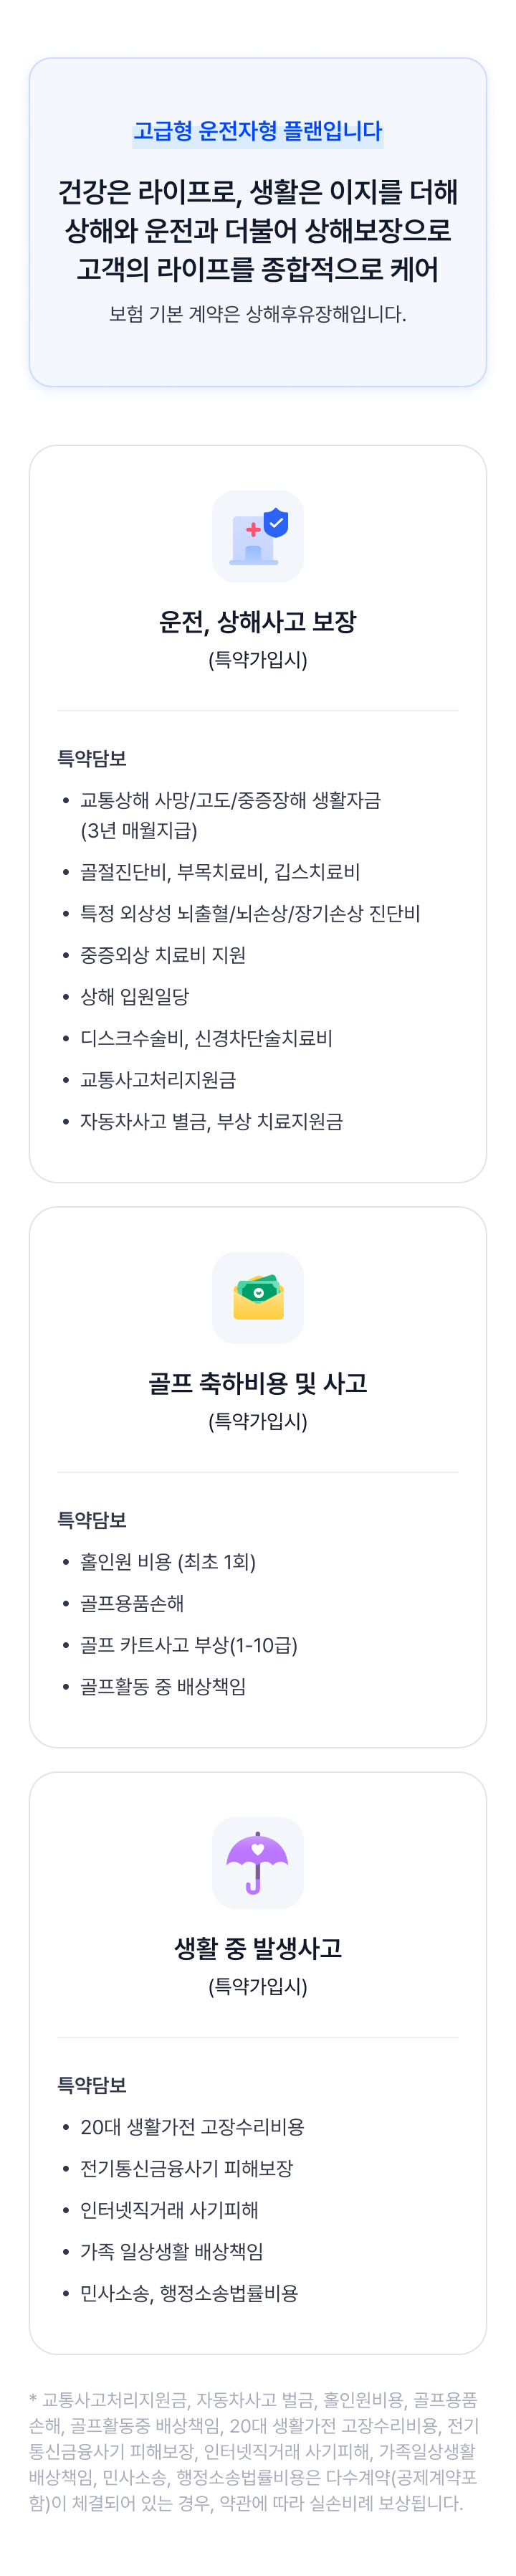 고급형 운전자형 플랜입니다
건강은 라이프로, 생활은 이지를 더해
상해와 운전과 더불어 상해보장으로
고객의 라이프를 종합적으로 케어
보험 기본 계약은 상해후유장해입니다.
운전, 상해사고 보장
(특약가입시)
특약담보
• 교통상해 사망/고도/중증장해 생활자금
(3년 매월지급)
• 골절진단비, 부목치료비, 깁스치료비
• 특정 외상성 뇌출혈/뇌손상/장기손상 진단비
• 중증외상 치료비 지원
• 상해 입원일당
• 디스크수술비, 신경차단술치료비
• 교통사고처리지원금
• 자동차사고 벌금, 부상 치료지원금
골프 축하비용 및 사고
(특약가입시)
특약담보
• 홀인원 비용 (최초 1회)
• 골프용품손해
• 골프 카트사고 부상(1-10급)
• 골프활동 중 배상책임
생활 중 발생사고
(특약가입시)
특약담보
• 20대 생활가전 고장수리비용
• 전기통신금융사기 피해보장
• 인터넷직거래 사기피해
• 가족 일상생활 배상책임
• 민사소송, 행정소송법률비용
* 교통사고처리지원금, 자동차사고 벌금, 홀인원비용, 골프용품
손해, 골프활동중 배상책임, 20대 생활가전 고장수리비용, 전기
통신금융사기 피해보장, 인터넷직거래 사기피해, 가족일상생활
배상책임, 민사소송, 행정소송법률비용은 다수계약(공제계약포
함)이 체결되어 있는 경우, 약관에 따라 실손비례 보상됩니다.